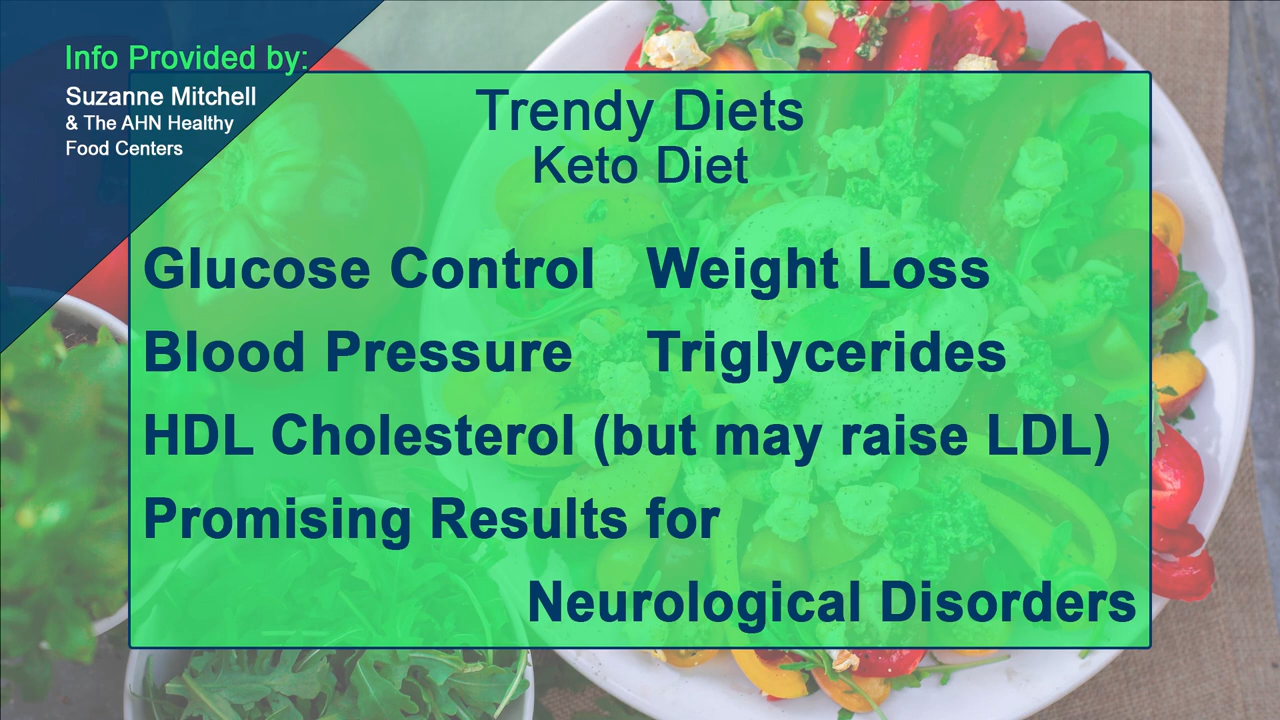 Info Provided by:
Suzanne Mitchell
& The AHN Healthy
Food Centers
Trendy Diets
Keto Diet
Glucose Control Weight Loss
Blood Pressure Triglycerides
HDL Cholesterol (but may raise LDL)
Promising Results for
Neurological Disorders